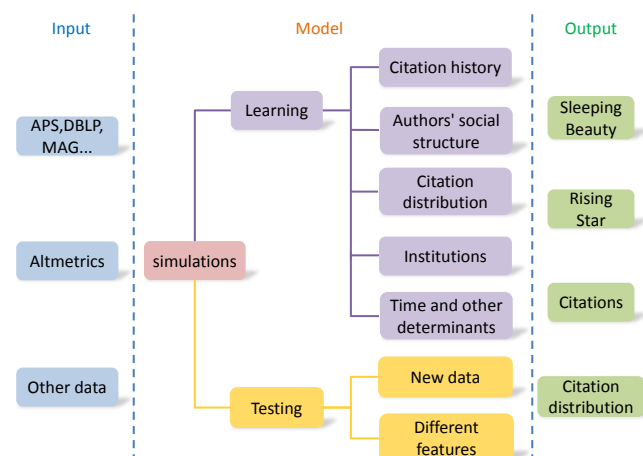 Input
Model
Output
APS,DBLP,
MAG...
Altmetrics
Other data
simulations
Learning
Testing
Citation history
Authors' social
structure
Citation
distribution
Institutions
Time and other
determinants
New data
Different
features
Sleeping
Beauty
Rising
Star
Citations
Citation
distribution